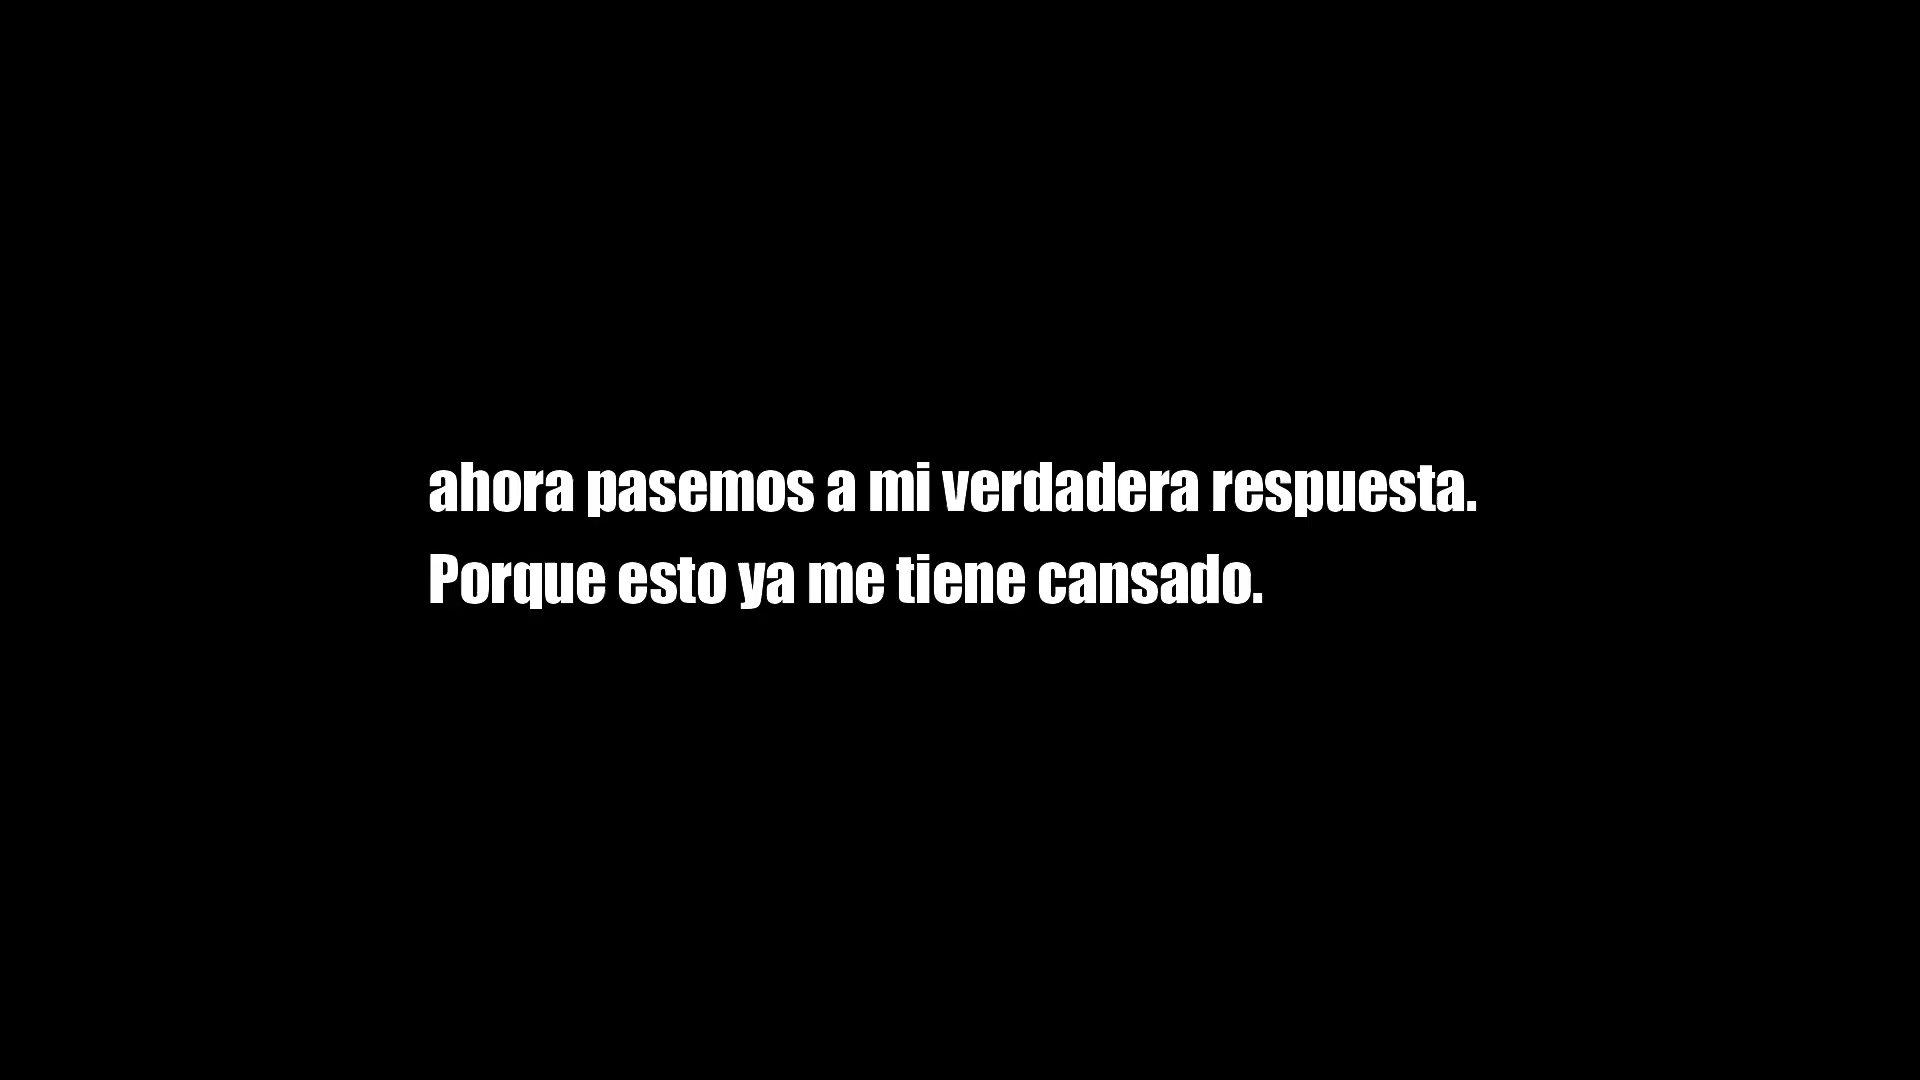 ahora pasemos a mi verdadera respuesta.
Porque esto ya me tiene cansado.